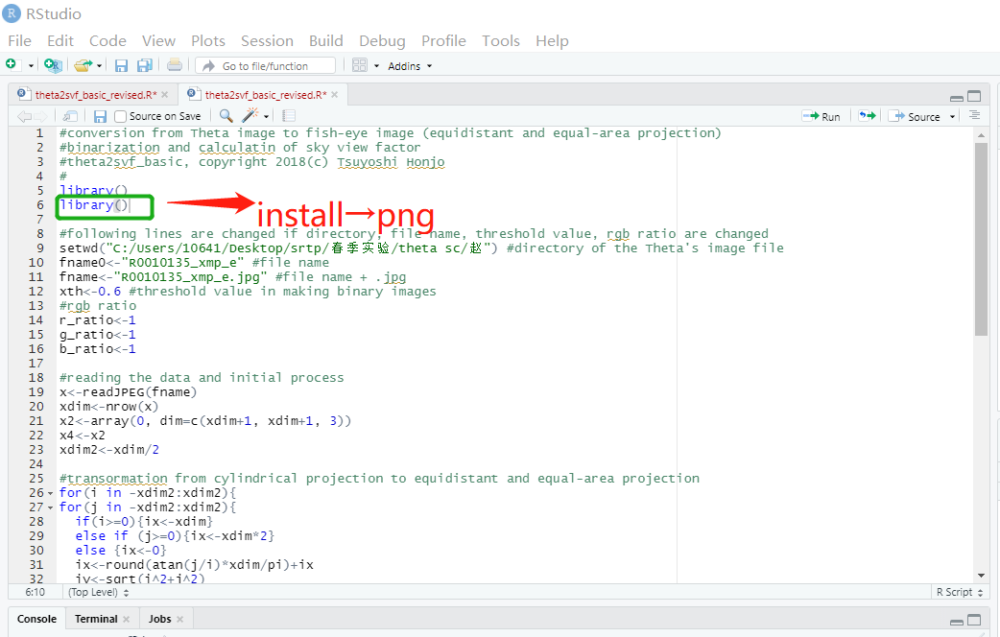 RStudio
File Edit Code View Plots Session Build Debug Profile Tools Help
Go to file/function Addins
theta2svf_basic_revised.R* theta2svf_basic_revised.R*
Source on Save Run Source
1 #conversion from Theta image to fish-eye image (equidistant and equal-area projection)
2 #binarization and calculatin of sky view factor
3 #theta2svf_basic, copyright 2018(c) Tsuyoshi Honjo
4 #
5 library()
6 library()
install→png
7
8 #following lines are changed if directory, file name, threshold value, rgb ratio are changed
9 setwd("C:/Users/10641/Desktop/srtp/春季实验/theta sc/赵") #directory of the Theta's image file
10 fname0<-"R0010135_xmp_e" #file name
11 fname<-"R0010135_xmp_e.jpg" #file name + .jpg
12 xth<-0.6 #threshold value in making binary images
13 #rgb ratio
14 r_ratio<-1
15 g_ratio<-1
16 b_ratio<-1
17
18 #reading the data and initial process
19 x<-readJPEG(fname)
20 xdim<-nrow(x)
21 x2<-array(0, dim=c(xdim+1, xdim+1, 3))
22 x4<-x2
23 xdim2<-xdim/2
24
25 #transormation from cylindrical projection to equidistant and equal-area projection
26 for(i in -xdim2:xdim2){
27 for(j in -xdim2:xdim2){
28 if(i>=0){ix<-xdim}
29 else if (j>=0){ix<-xdim*2}
30 else {ix<-0}
31 ix<-round(atan(j/i)*xdim/pi)+ix
32 iy<-sqrt(i^2+j^2)
6:10 (Top Level) R Script
Console Terminal Jobs